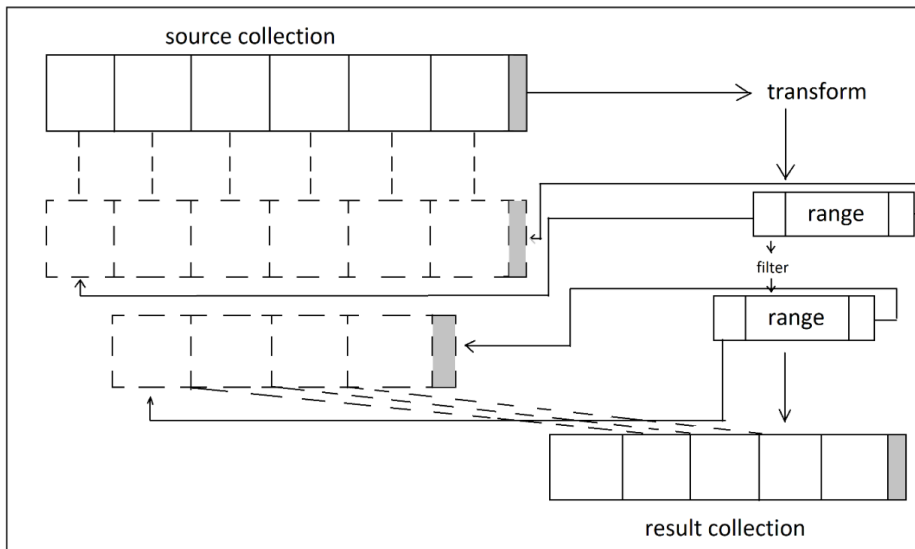 source collection
transform
range
filter
range
result collection